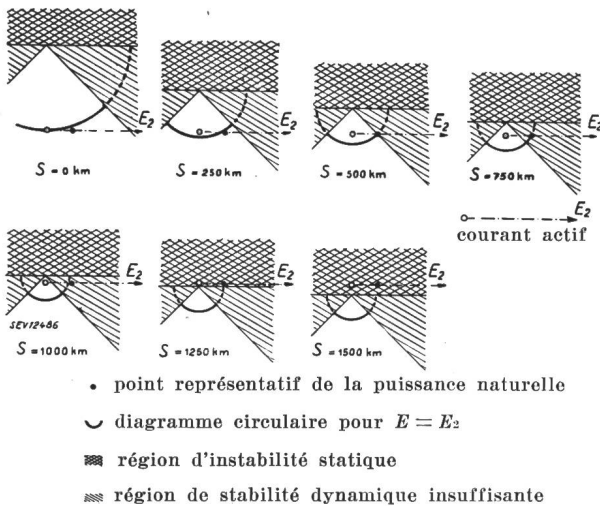 E₂
E₂
E₂
E₂
S = 0 km
S = 250 km
S = 500 km
S = 750 km
E₂
courant actif
E₂
E₂
E₂
SEV12486
S = 1000 km
S = 1250 km
S = 1500 km
• point représentatif de la puissance naturelle
diagramme circulaire pour E = E₂
région d'instabilité statique
région de stabilité dynamique insuffisante